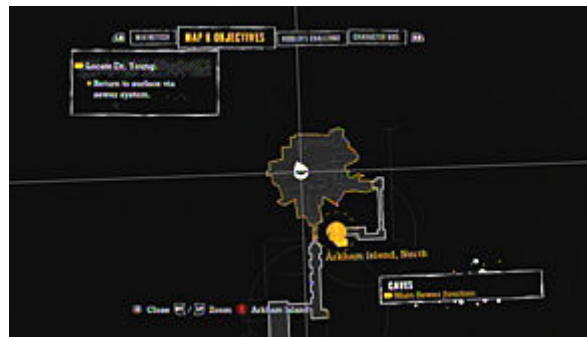 MAP & OBJECTIVES
RIDDLER'S CHALLENGE
CHARACTER BIOS
Locate Dr. Young
Return to surface via
sewer system.
Arkham Island, North
CAVES
Main Sewer Junction
Close
/
Zoom
Arkham Island